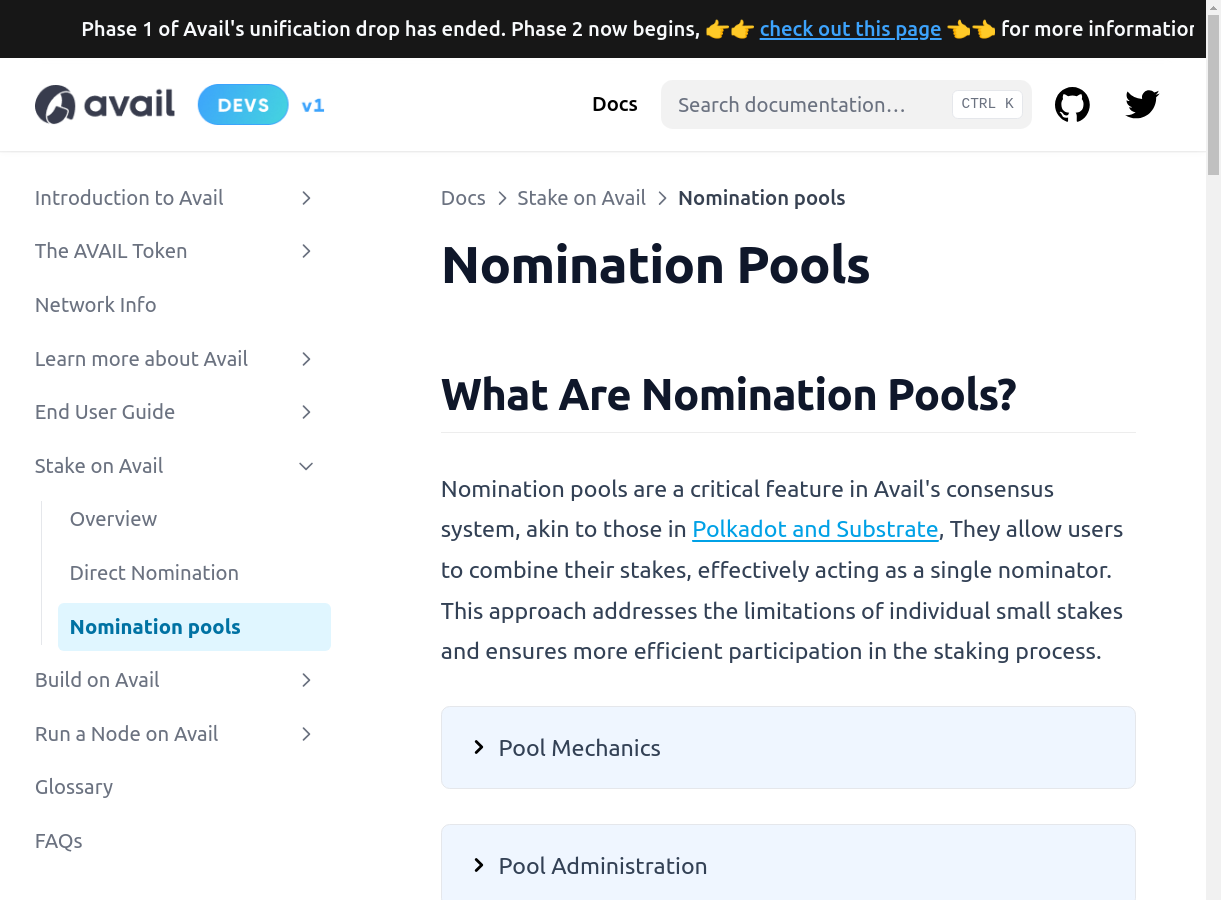 Phase 1 of Avail's unification drop has ended. Phase 2 now begins, 👉👉 check out this page 👈👈 for more information
avail DEVS v1
Docs
Search documentation…
CTRL K
Introduction to Avail
The AVAIL Token
Network Info
Learn more about Avail
End User Guide
Stake on Avail
Overview
Direct Nomination
Nomination pools
Build on Avail
Run a Node on Avail
Glossary
FAQs
Docs > Stake on Avail > Nomination pools
Nomination Pools
What Are Nomination Pools?
Nomination pools are a critical feature in Avail's consensus
system, akin to those in Polkadot and Substrate, They allow users
to combine their stakes, effectively acting as a single nominator.
This approach addresses the limitations of individual small stakes
and ensures more efficient participation in the staking process.
Pool Mechanics
Pool Administration